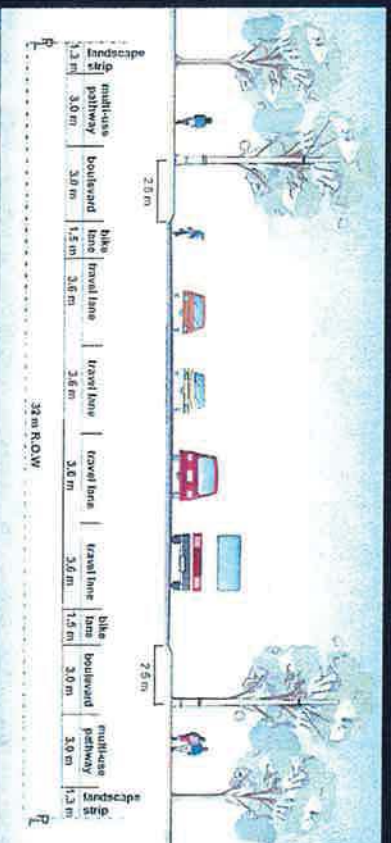 2.5 m
2.5 m
PL
landscape
strip
1.3 m
multi-use
pathway
3.0 m
boulevard
3.0 m
bike
lane
1.5 m
travel lane
3.6 m
travel lane
3.6 m
travel lane
3.6 m
travel lane
3.6 m
bike
lane
1.5 m
boulevard
3.0 m
multi-use
pathway
3.0 m
landscape
strip
1.3 m
PL
32 m R.O.W